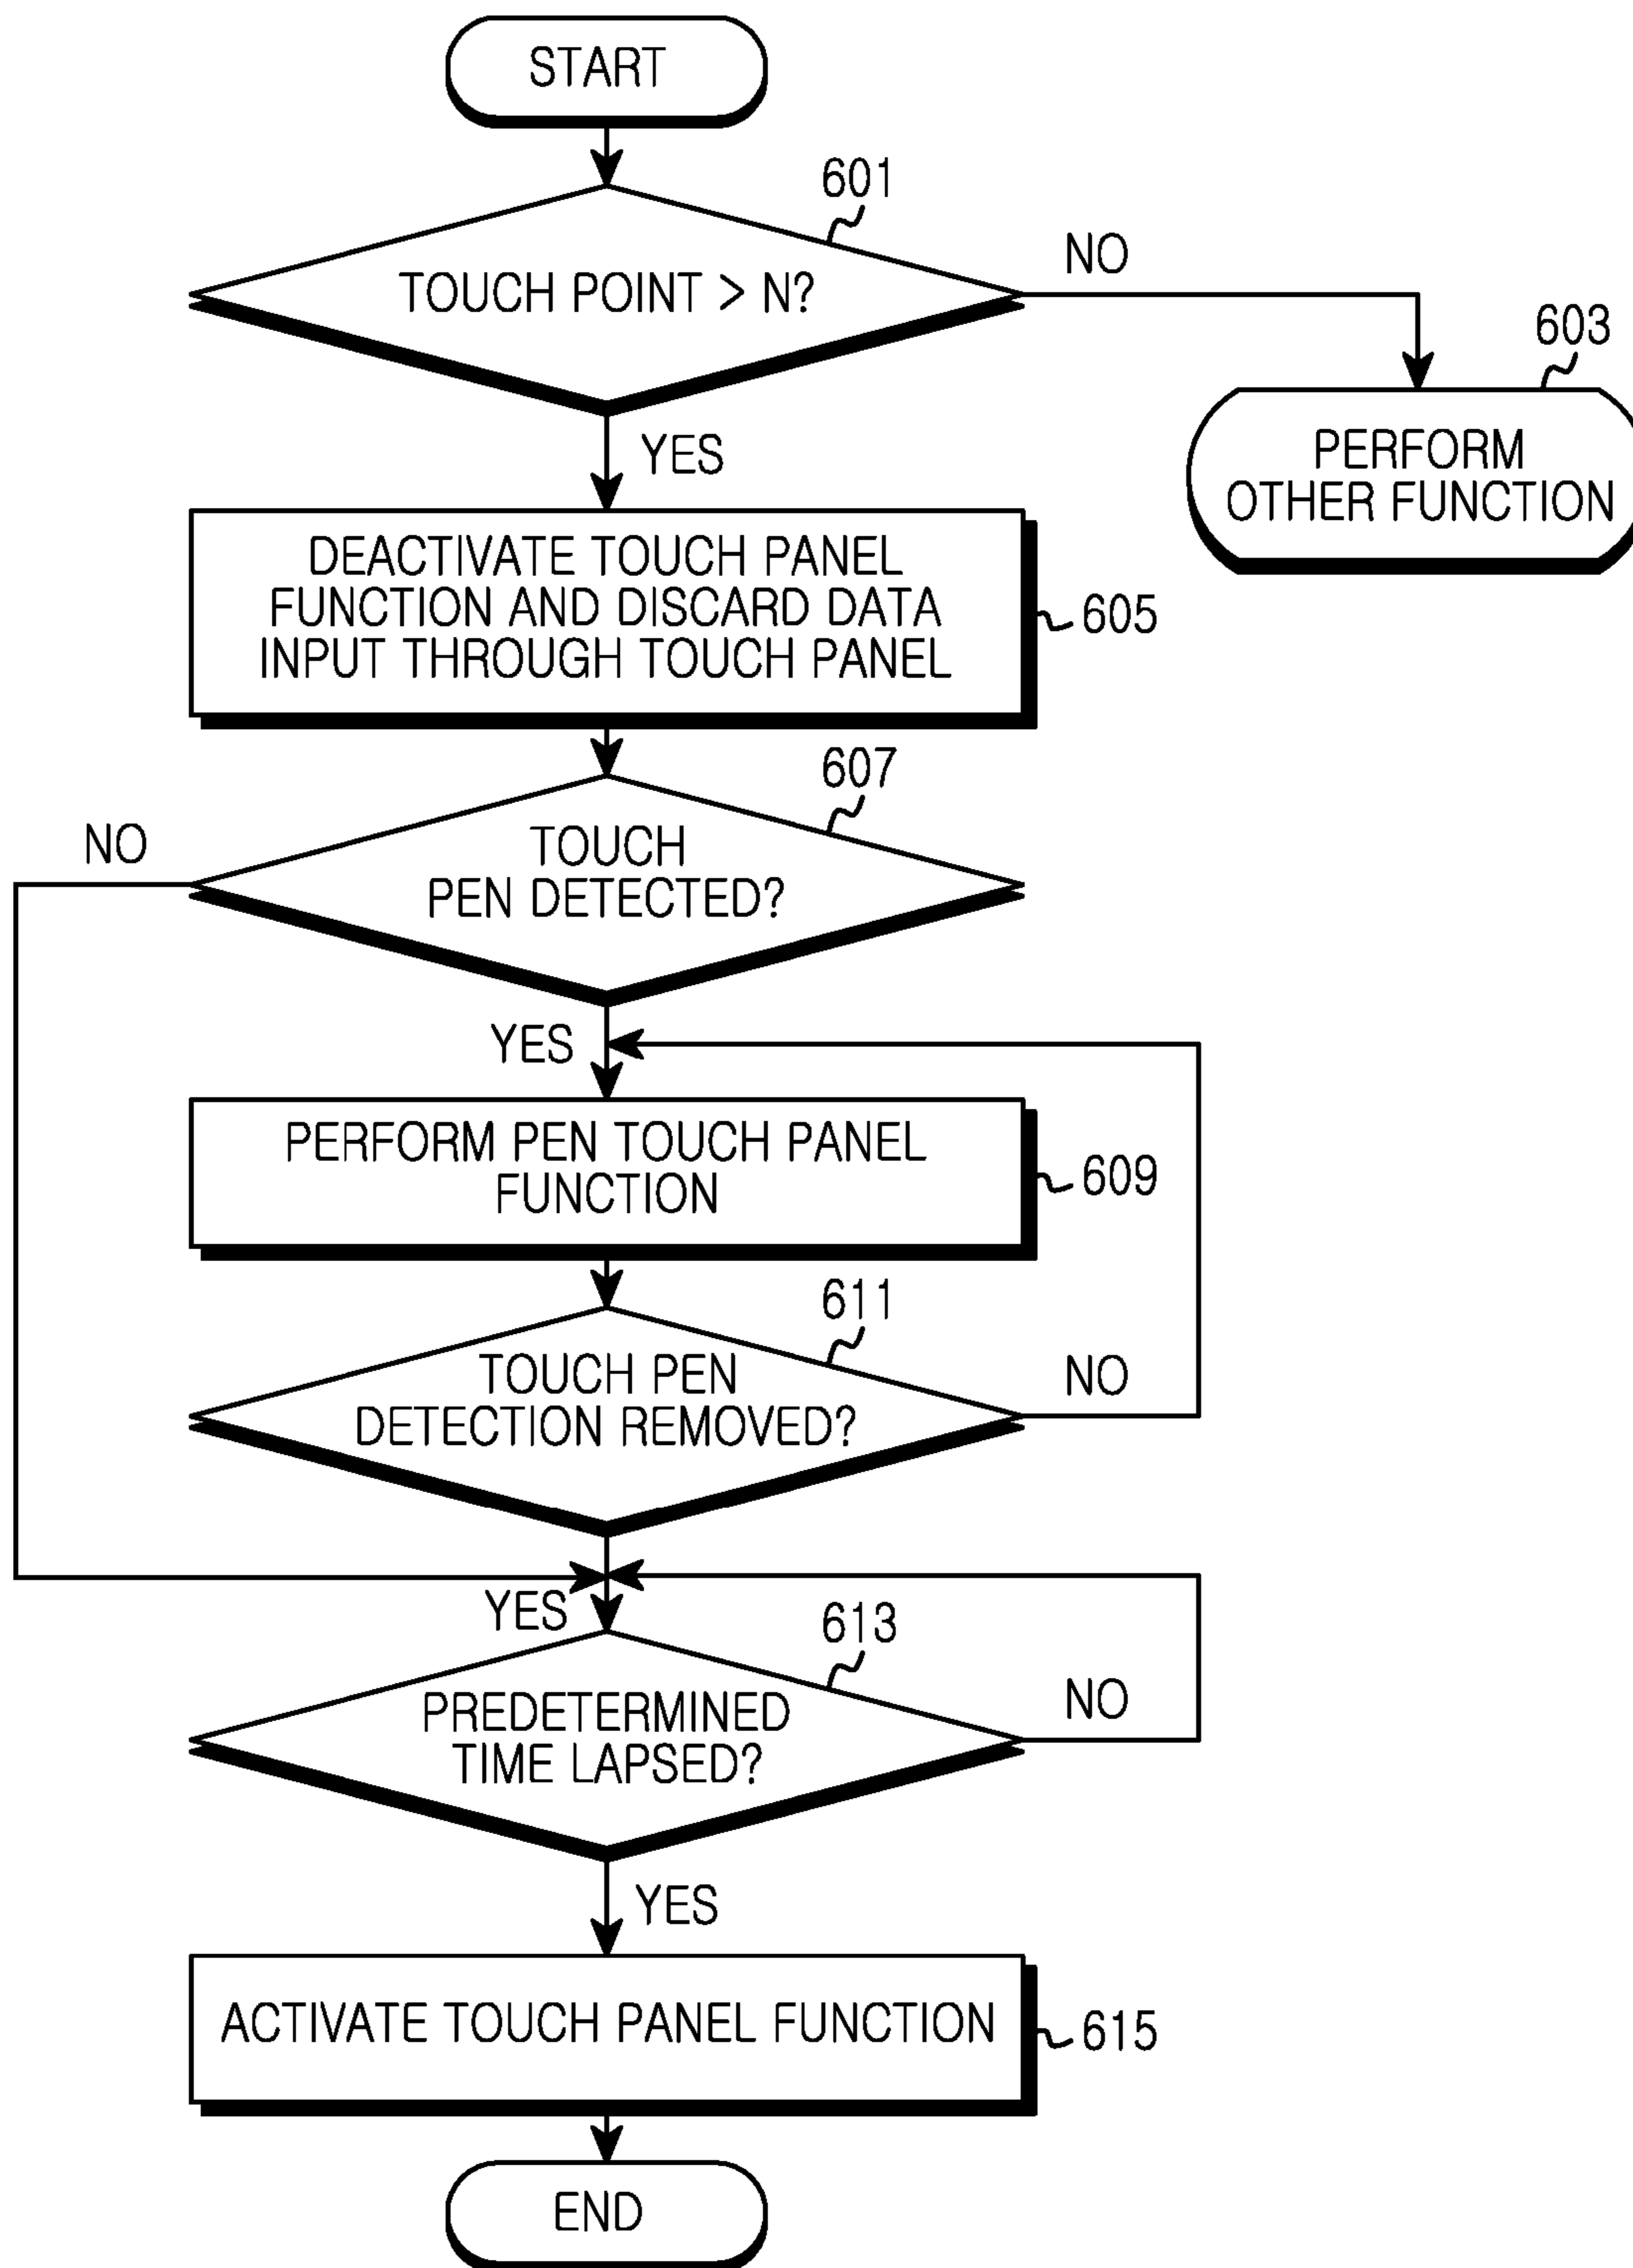 START
601
TOUCH POINT > N?
NO
603
PERFORM
OTHER FUNCTION
YES
DEACTIVATE TOUCH PANEL
FUNCTION AND DISCARD DATA
INPUT THROUGH TOUCH PANEL
605
607
NO
TOUCH
PEN DETECTED?
YES
PERFORM PEN TOUCH PANEL
FUNCTION
609
611
TOUCH PEN
DETECTION REMOVED?
NO
YES
613
PREDETERMINED
TIME LAPSED?
NO
YES
ACTIVATE TOUCH PANEL FUNCTION
615
END